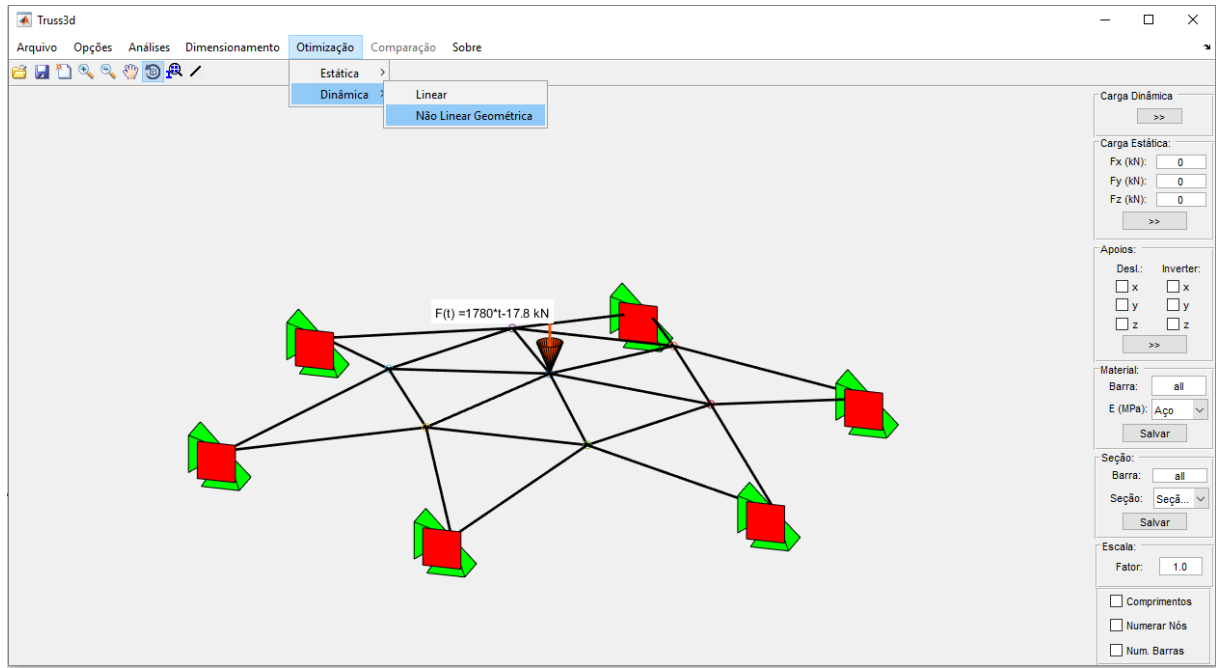 Truss3d
Arquivo Opções Análises Dimensionamento Otimização Comparação Sobre
Estática >
Dinâmica >
Linear
Não Linear Geométrica
F(t) =1780*t-17.8 kN
Carga Dinâmica
>>
Carga Estática:
Fx (kN): 0
Fy (kN): 0
Fz (kN): 0
>>
Apoios:
Desl.: Inverter:
x x
y y
z z
>>
Material:
Barra: all
E (MPa): Aço
Salvar
Seção:
Barra: all
Seção: Seçã...
Salvar
Escala:
Fator: 1.0
Comprimentos
Numerar Nós
Num. Barras